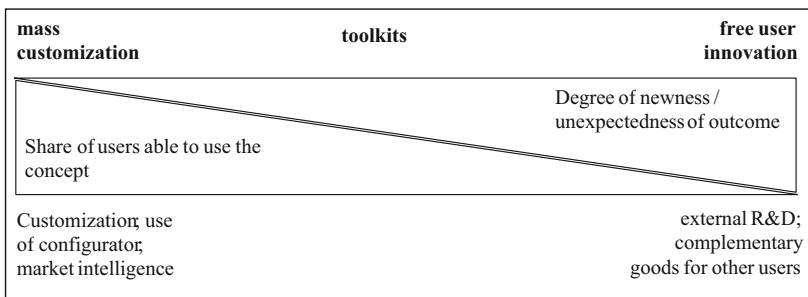 mass
customization
toolkits
free user
innovation
Degree of newness /
unexpectedness of outcome
Share of users able to use the
concept
Customization; use
of configurator;
market intelligence
external R&D;
complementary
goods for other users